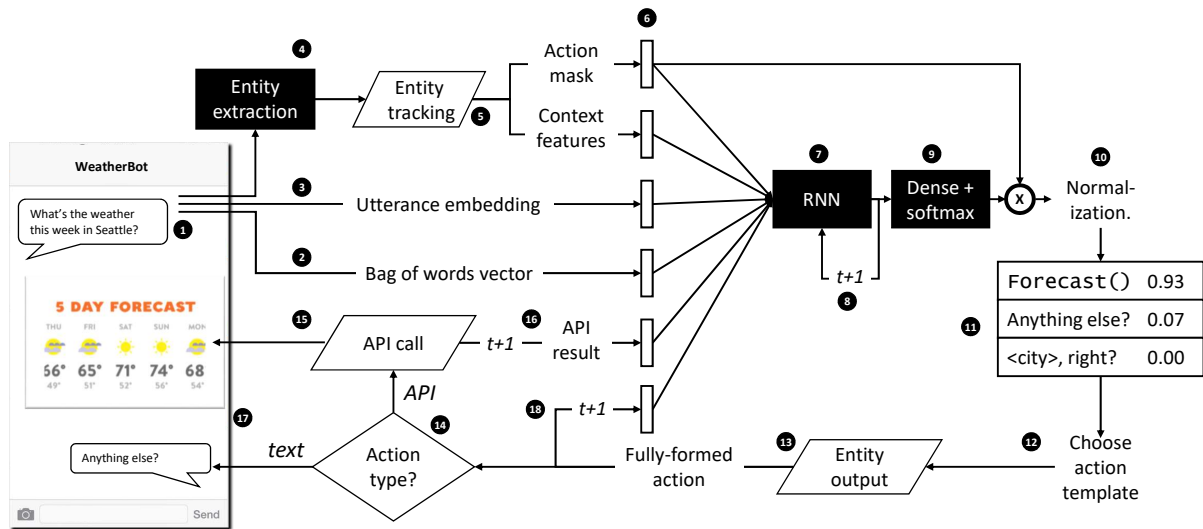 6
4
Action
mask
Entity
extraction
Entity
tracking
5
Context
features
7
9
10
WeatherBot
3
Utterance embedding
RNN
Dense +
softmax
X
Normal-
ization.
What's the weather
this week in Seattle?
1
2
Bag of words vector
t+1
8
Forecast() 0.93
Anything else? 0.07
<city>, right? 0.00
11
5 DAY FORECAST
THU FRI SAT SUN MON
66° 65° 71° 74° 68
49° 51° 52° 56° 54°
15
API call
16
t+1
API
result
API
17
14
18
t+1
13
12
text
Action
type?
Fully-formed
action
Entity
output
Choose
action
template
Anything else?
Send